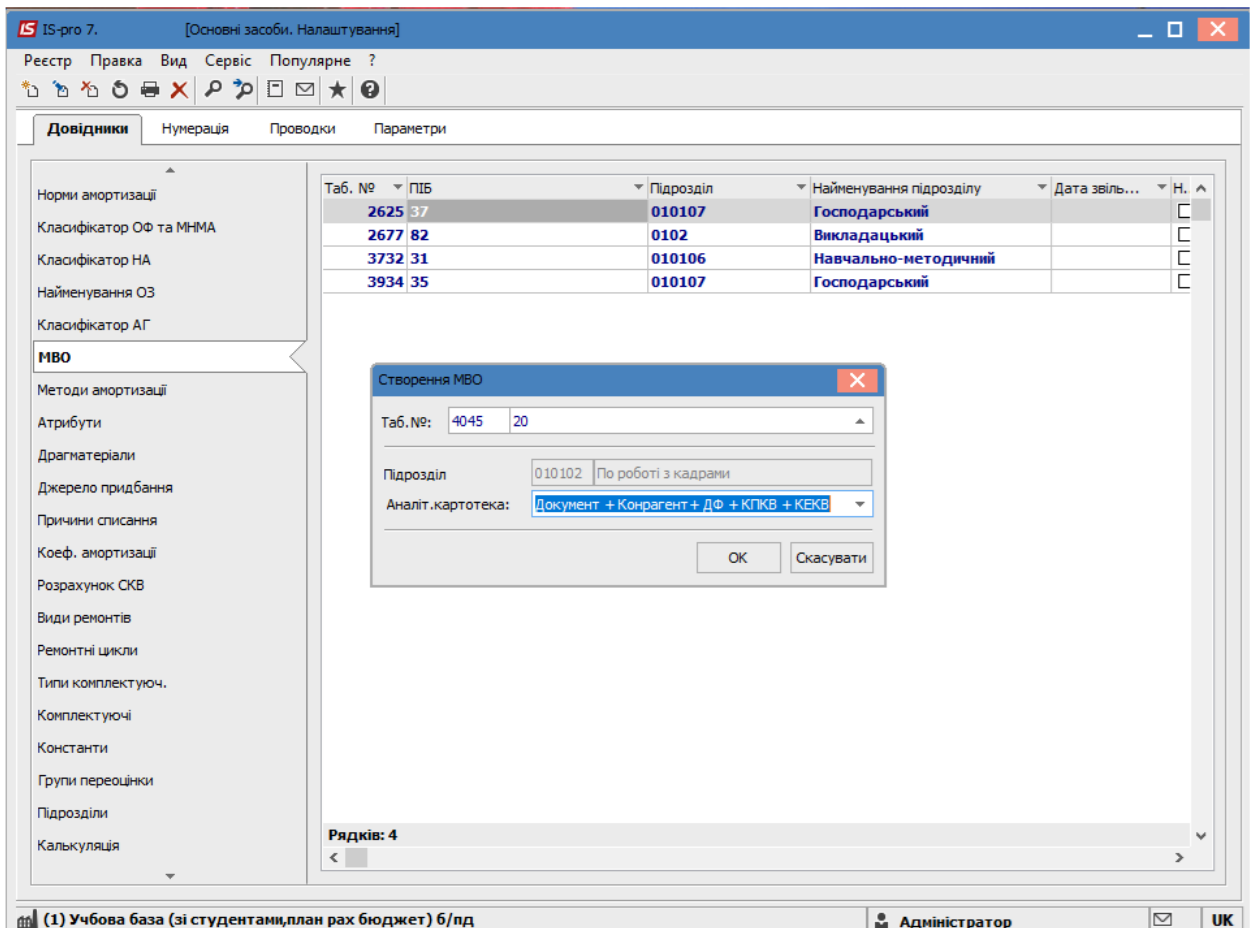 IS-pro 7. [Основні засоби. Налаштування]
Реєстр Правка Вид Сервіс Популярне ?
Довідники Нумерація Проводки Параметри
Норми амортизації
Класифікатор ОФ та МНМА
Класифікатор НА
Найменування ОЗ
Класифікатор АГ
МВО
Методи амортизації
Атрибути
Драгматеріали
Джерело придбання
Причини списання
Коеф. амортизації
Розрахунок СКВ
Види ремонтів
Ремонтні цикли
Типи комплектуюч.
Комплектуючі
Константи
Групи переоцінки
Підрозділи
Калькуляція
Таб. № ПІБ Підрозділ Найменування підрозділу Дата звіль... Н.
2625 37 010107 Господарський
2677 82 0102 Викладацький
3732 31 010106 Навчально-методичний
3934 35 010107 Господарський
Створення МВО
Таб.№: 4045 20
Підрозділ 010102 По роботі з кадрами
Аналіт.картотека: Документ + Конрагент+ ДФ + КПКВ + КЕКВ
ОК Скасувати
Рядків: 4
(1) Учбова база (зі студентами,план рах бюджет) б/пд Адміністратор UK